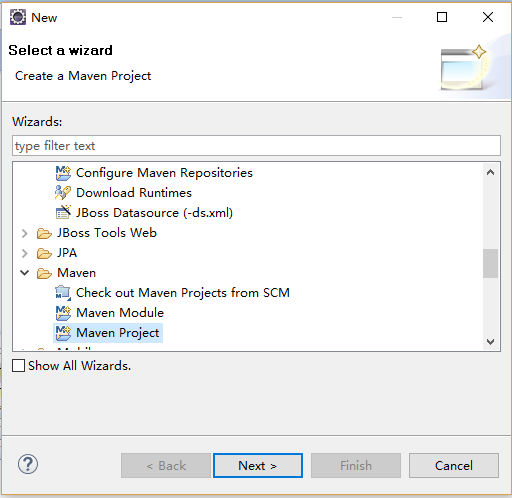 New
Select a wizard
Create a Maven Project
Wizards:
type filter text
Configure Maven Repositories
Download Runtimes
JBoss Datasource (-ds.xml)
JBoss Tools Web
JPA
Maven
Check out Maven Projects from SCM
Maven Module
Maven Project
Show All Wizards.
< Back
Next >
Finish
Cancel